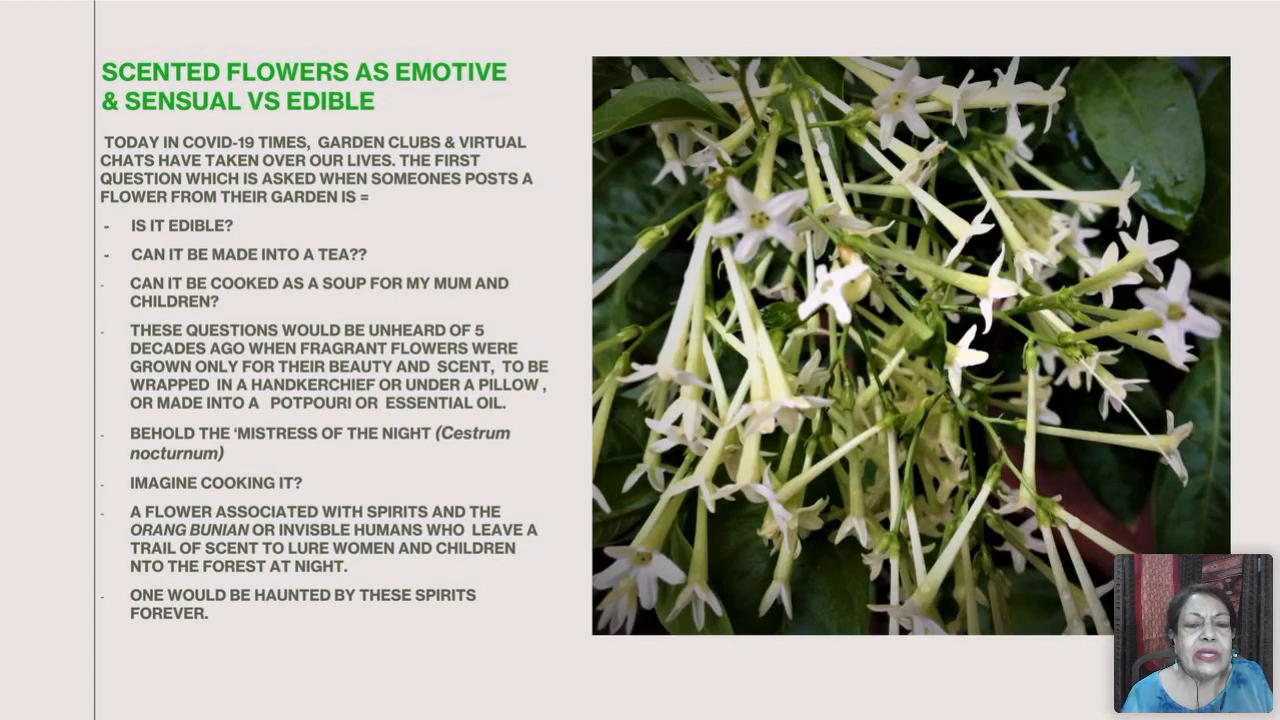 SCENTED FLOWERS AS EMOTIVE
& SENSUAL VS EDIBLE
TODAY IN COVID-19 TIMES, GARDEN CLUBS & VIRTUAL
CHATS HAVE TAKEN OVER OUR LIVES. THE FIRST
QUESTION WHICH IS ASKED WHEN SOMEONES POSTS A
FLOWER FROM THEIR GARDEN IS =
- IS IT EDIBLE?
- CAN IT BE MADE INTO A TEA??
- CAN IT BE COOKED AS A SOUP FOR MY MUM AND
CHILDREN?
- THESE QUESTIONS WOULD BE UNHEARD OF 5
DECADES AGO WHEN FRAGRANT FLOWERS WERE
GROWN ONLY FOR THEIR BEAUTY AND SCENT, TO BE
WRAPPED IN A HANDKERCHIEF OR UNDER A PILLOW ,
OR MADE INTO A POTPOURI OR ESSENTIAL OIL.
- BEHOLD THE ‘MISTRESS OF THE NIGHT (Cestrum
nocturnum)
- IMAGINE COOKING IT?
- A FLOWER ASSOCIATED WITH SPIRITS AND THE
ORANG BUNIAN OR INVISBLE HUMANS WHO LEAVE A
TRAIL OF SCENT TO LURE WOMEN AND CHILDREN
NTO THE FOREST AT NIGHT.
- ONE WOULD BE HAUNTED BY THESE SPIRITS
FOREVER.